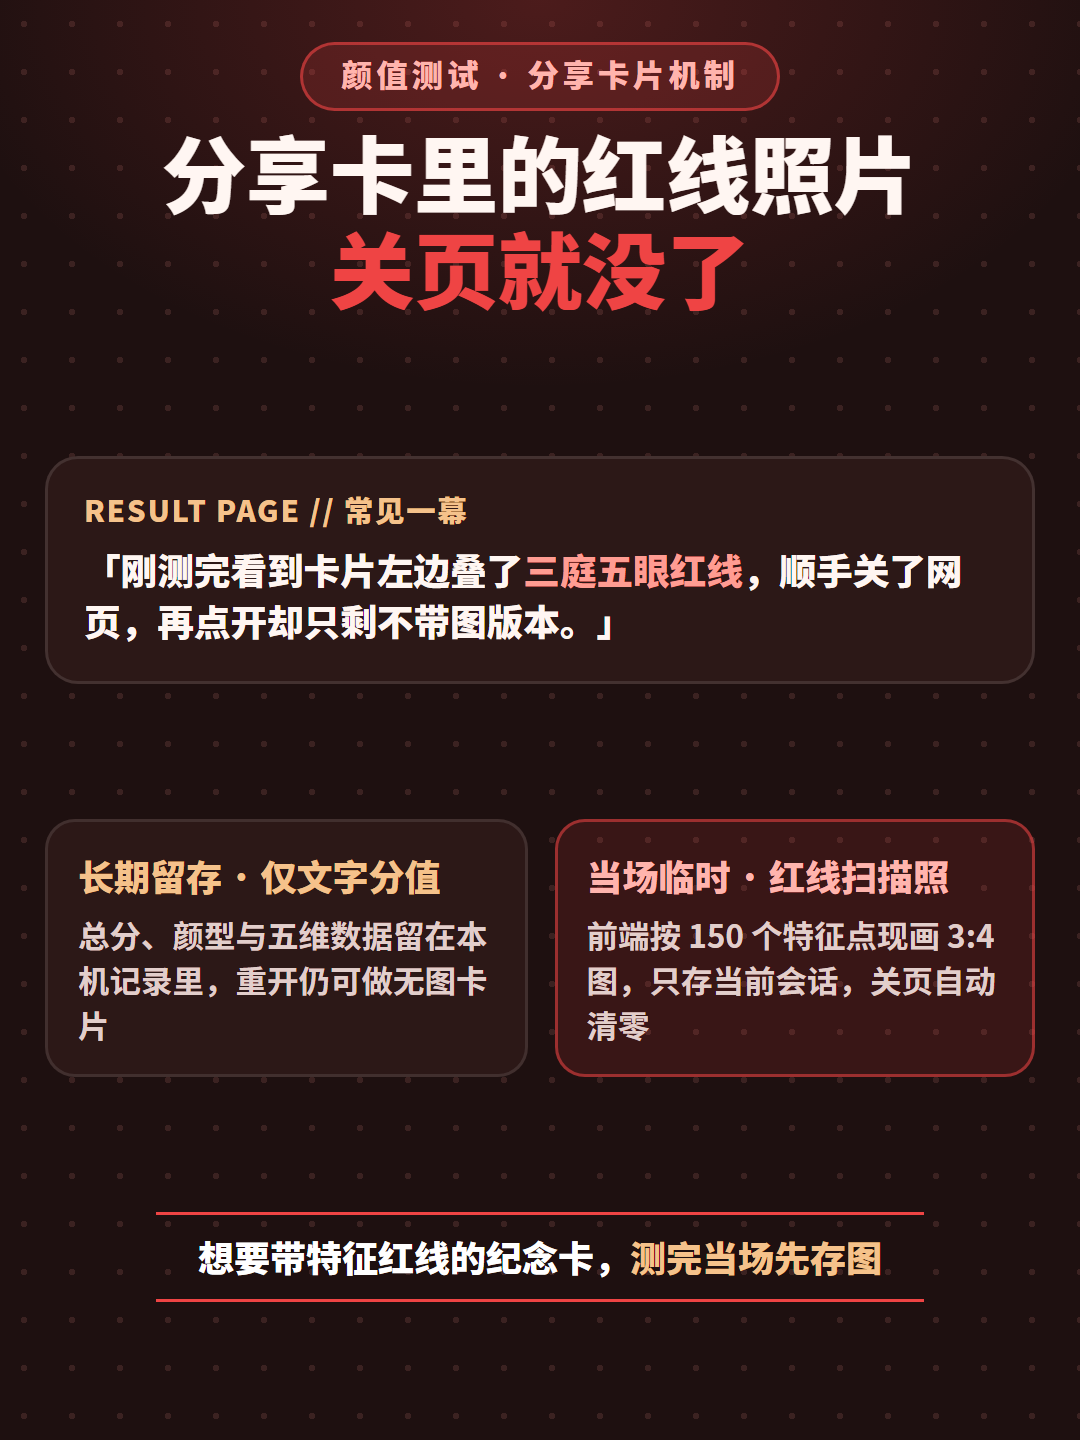 颜值测试 · 分享卡片机制
分享卡里的红线照片
关页就没了
RESULT PAGE // 常见一幕
「刚测完看到卡片左边叠了三庭五眼红线，顺手关了网
页，再点开却只剩不带图版本。」
长期留存 · 仅文字分值
总分、颜型与五维数据留在本
机记录里，重开仍可做无图卡
片
当场临时 · 红线扫描照
前端按 150 个特征点现画 3:4
图，只存当前会话，关页自动
清零
想要带特征红线的纪念卡，测完当场先存图